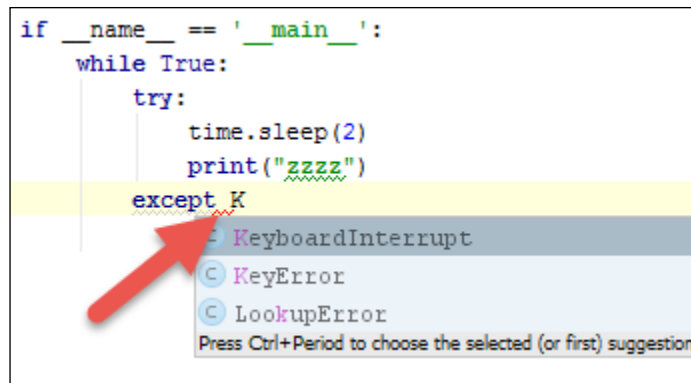 if __name__ == '__main__':
    while True:
        try:
            time.sleep(2)
            print("zzzz")
        except K
C KeyboardInterrupt
C KeyError
C LookupError
Press Ctrl+Period to choose the selected (or first) suggestion